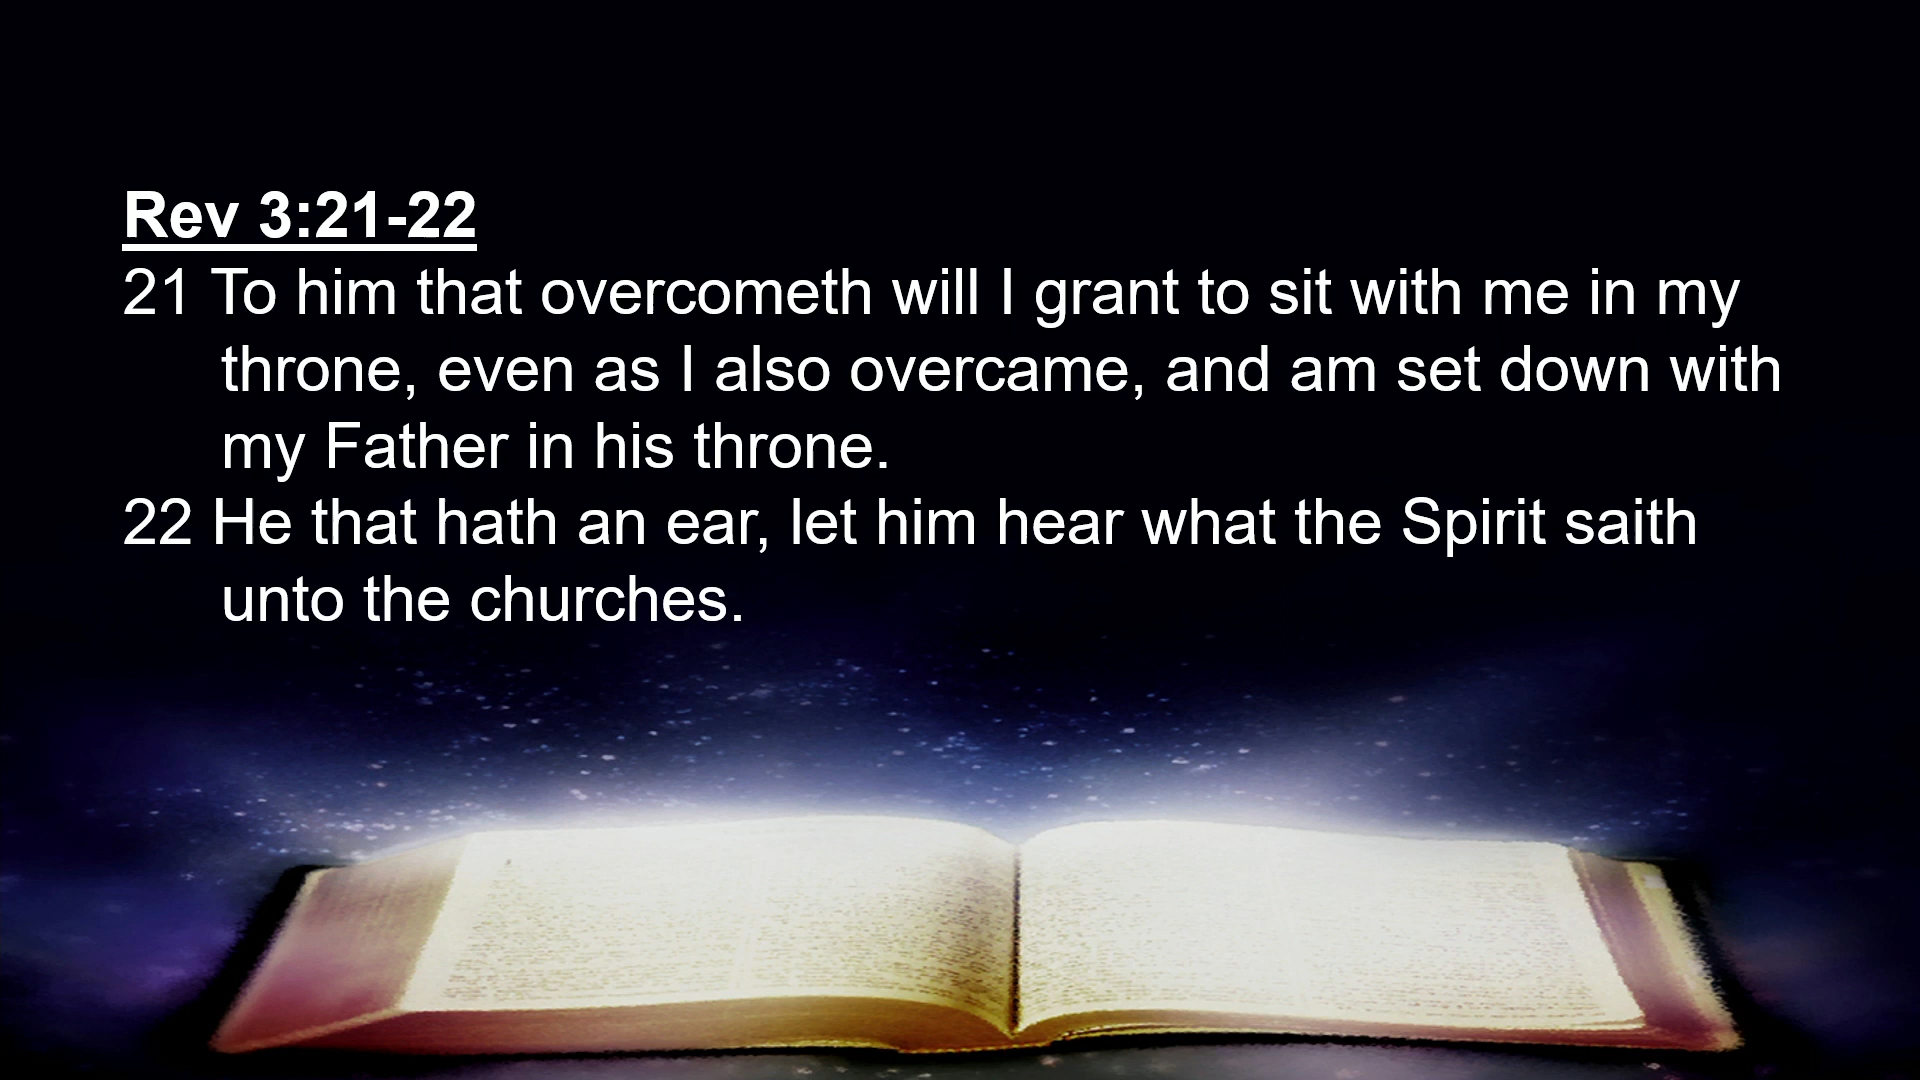 Rev 3:21-22
21 To him that overcometh will I grant to sit with me in my
throne, even as I also overcame, and am set down with
my Father in his throne.
22 He that hath an ear, let him hear what the Spirit saith
unto the churches.